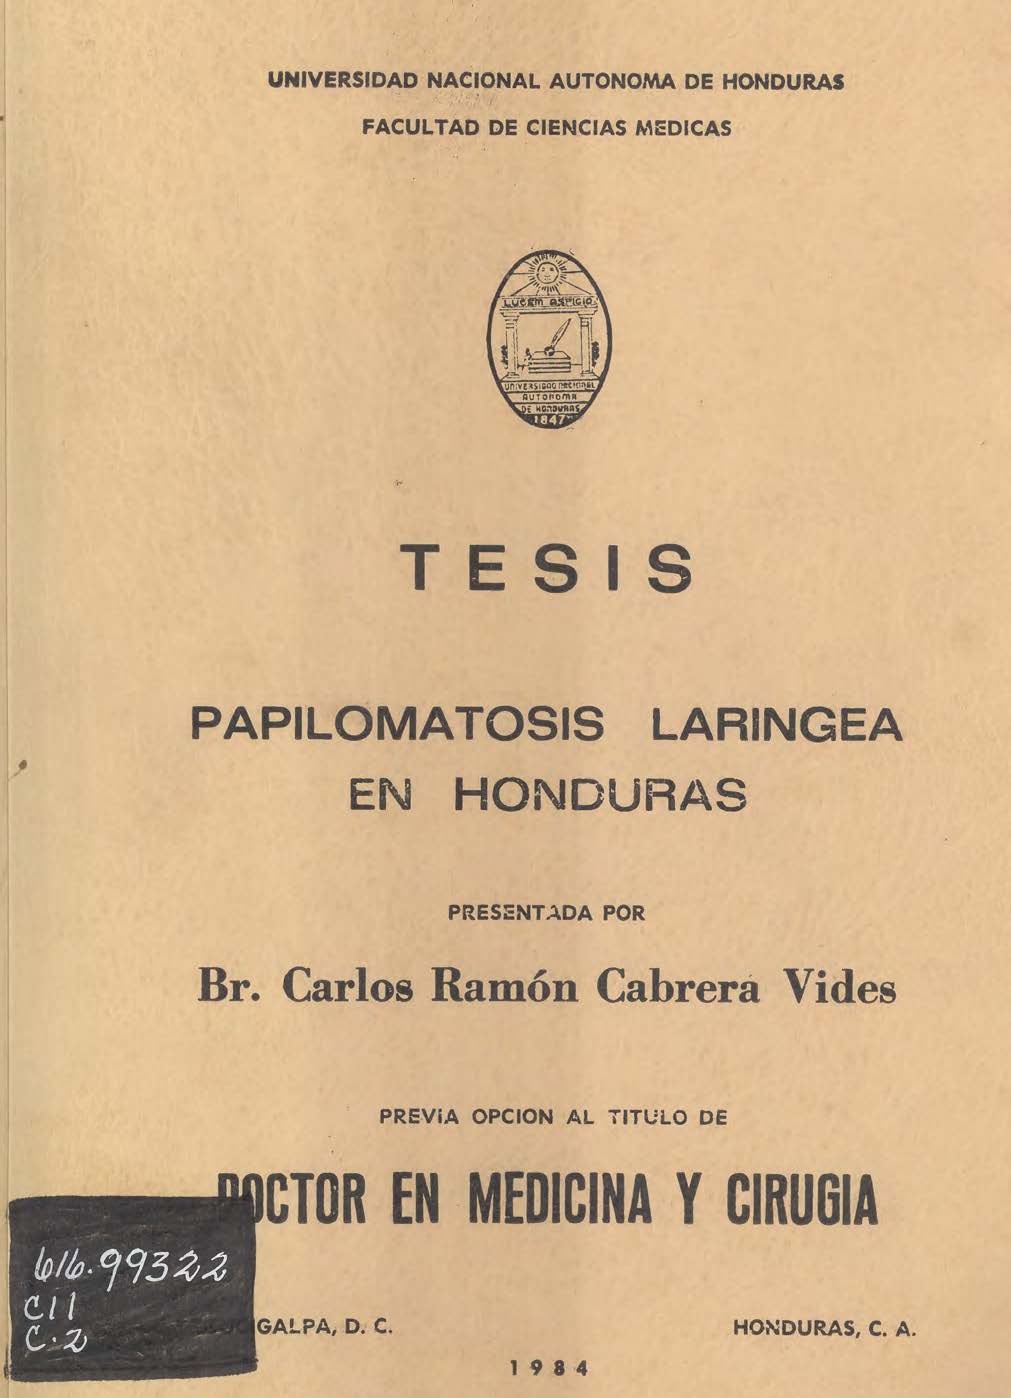 UNIVERSIDAD NACIONAL AUTONOMA DE HONDURAS
FACULTAD DE CIENCIAS MEDICAS
LUCEM ASPICIO
UNIVERSIDAD NACIONAL
AUTONOMA
DE HONDURAS
1847
TESIS
PAPILOMATOSIS LARINGEA
EN HONDURAS
PRESENTADA POR
Br. Carlos Ramón Cabrera Vides
PREVIA OPCION AL TITULO DE
DOCTOR EN MEDICINA Y CIRUGIA
616.99322
C11
C.2
GALPA, D. C.
HONDURAS, C. A.
1984